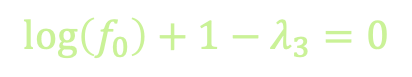 log(f₀) + 1 − λ₃ = 0